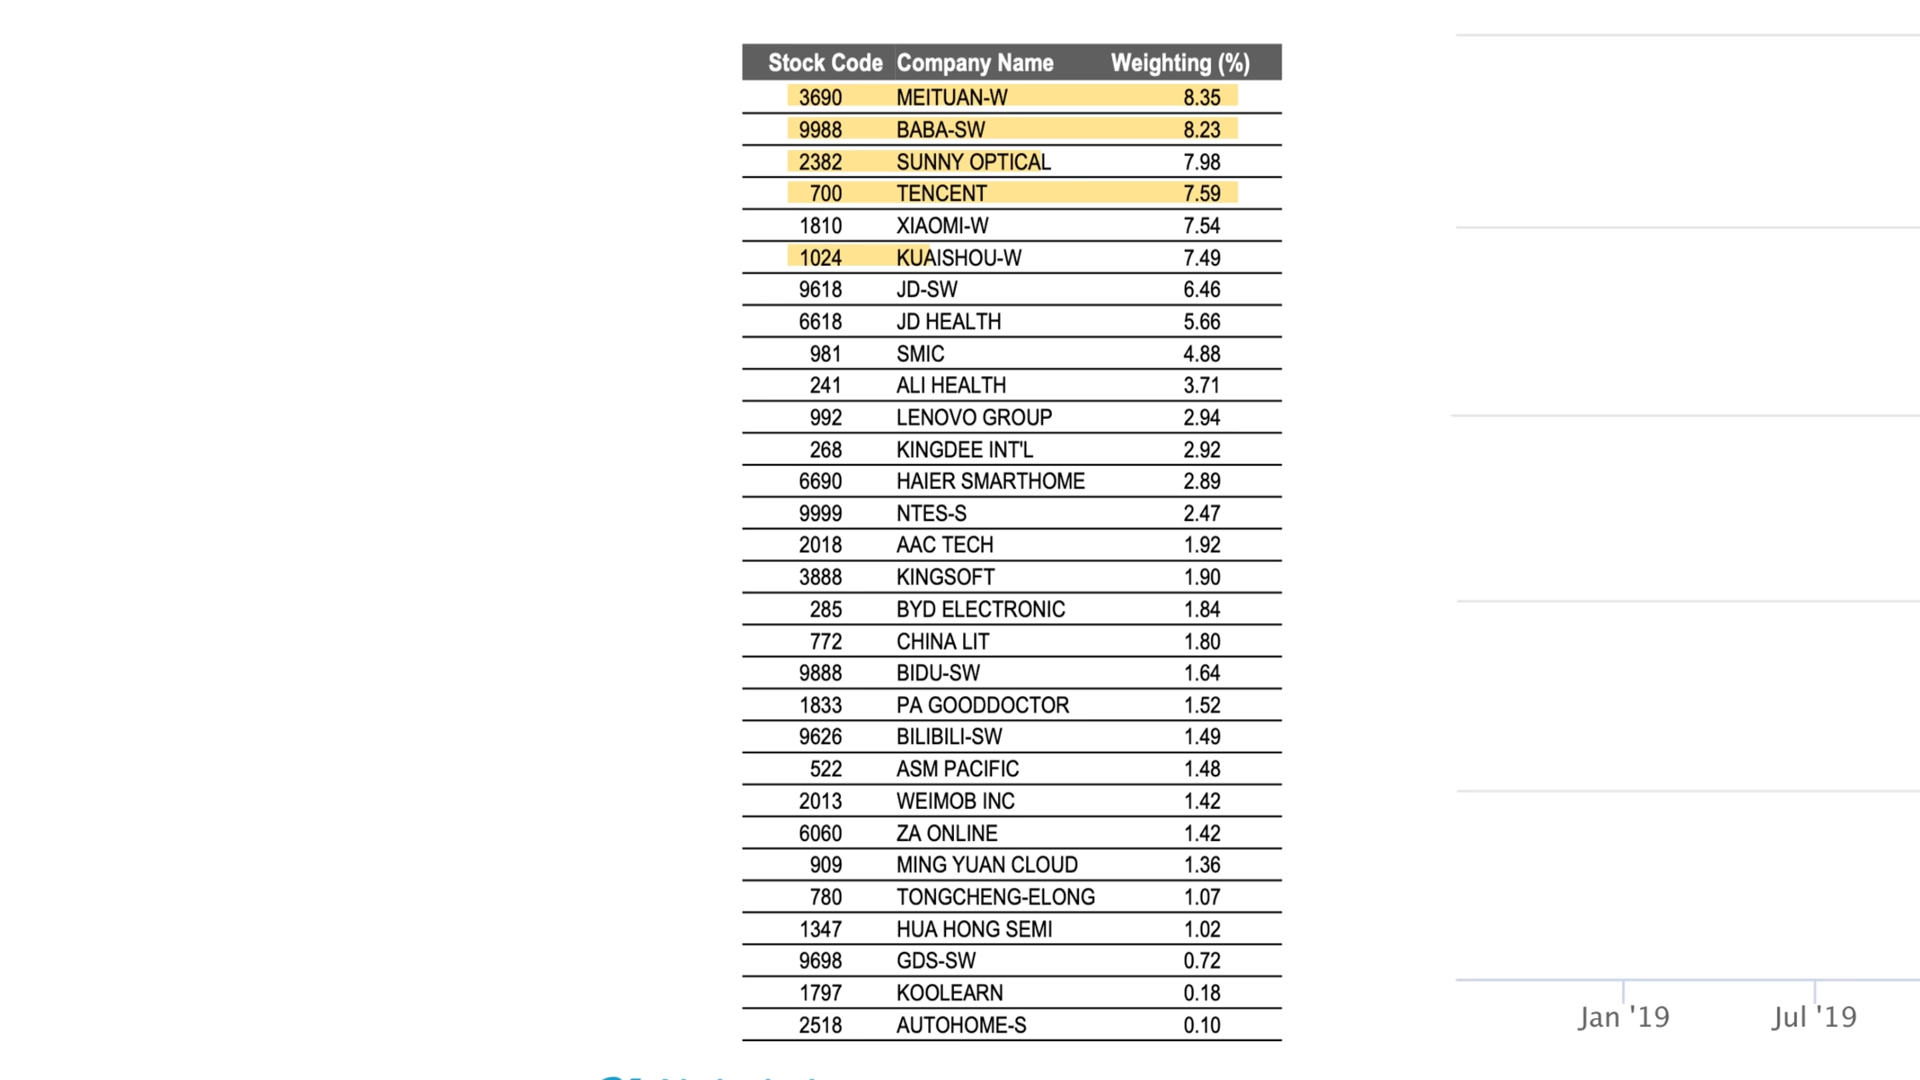 Stock Code Company Name Weighting (%)
3690 MEITUAN-W 8.35
9988 BABA-SW 8.23
2382 SUNNY OPTICAL 7.98
700 TENCENT 7.59
1810 XIAOMI-W 7.54
1024 KUAISHOU-W 7.49
9618 JD-SW 6.46
6618 JD HEALTH 5.66
981 SMIC 4.88
241 ALI HEALTH 3.71
992 LENOVO GROUP 2.94
268 KINGDEE INT'L 2.92
6690 HAIER SMARTHOME 2.89
9999 NTES-S 2.47
2018 AAC TECH 1.92
3888 KINGSOFT 1.90
285 BYD ELECTRONIC 1.84
772 CHINA LIT 1.80
9888 BIDU-SW 1.64
1833 PA GOODDOCTOR 1.52
9626 BILIBILI-SW 1.49
522 ASM PACIFIC 1.48
2013 WEIMOB INC 1.42
6060 ZA ONLINE 1.42
909 MING YUAN CLOUD 1.36
780 TONGCHENG-ELONG 1.07
1347 HUA HONG SEMI 1.02
9698 GDS-SW 0.72
1797 KOOLEARN 0.18
2518 AUTOHOME-S 0.10
Jan '19 Jul '19